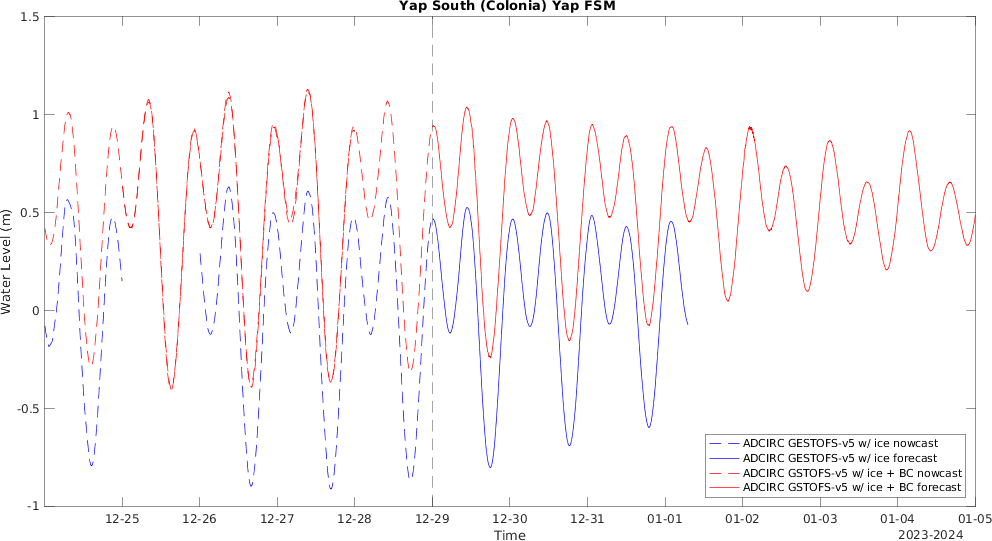 Yap South (Colonia) Yap FSM
1.5
1
0.5
0
-0.5
-1
Water Level (m)
12-25 12-26 12-27 12-28 12-29 12-30 12-31 01-01 01-02 01-03 01-04 01-05
Time
2023-2024
ADCIRC GESTOFS-v5 w/ ice nowcast
ADCIRC GESTOFS-v5 w/ ice forecast
ADCIRC GSTOFS-v5 w/ ice + BC nowcast
ADCIRC GSTOFS-v5 w/ ice + BC forecast